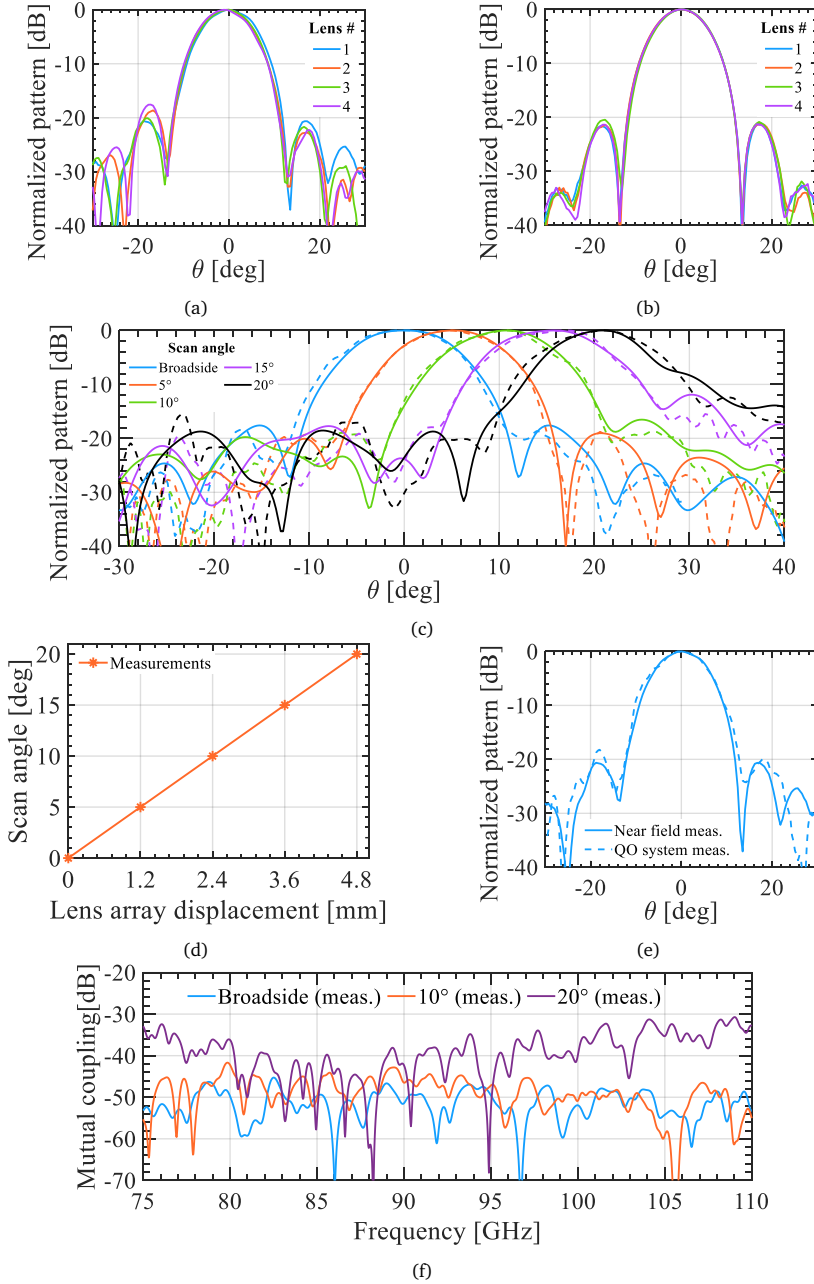 Normalized pattern [dB]
0
-10
-20
-30
-40
-20
0
20
θ [deg]
Lens #
1
2
3
4
(a)
Normalized pattern [dB]
0
-10
-20
-30
-40
-20
0
20
θ [deg]
Lens #
1
2
3
4
(b)
Normalized pattern [dB]
0
-10
-20
-30
-40
-30
-20
-10
0
10
20
30
40
θ [deg]
Scan angle
Broadside
5°
10°
15°
20°
(c)
Scan angle [deg]
20
15
10
5
0
0
1.2
2.4
3.6
4.8
Lens array displacement [mm]
Measurements
(d)
Normalized pattern [dB]
0
-10
-20
-30
-40
-20
0
20
θ [deg]
Near field meas.
QO system meas.
(e)
Mutual coupling[dB]
-20
-30
-40
-50
-60
-70
75
80
85
90
95
100
105
110
Frequency [GHz]
Broadside (meas.)
10° (meas.)
20° (meas.)
(f)